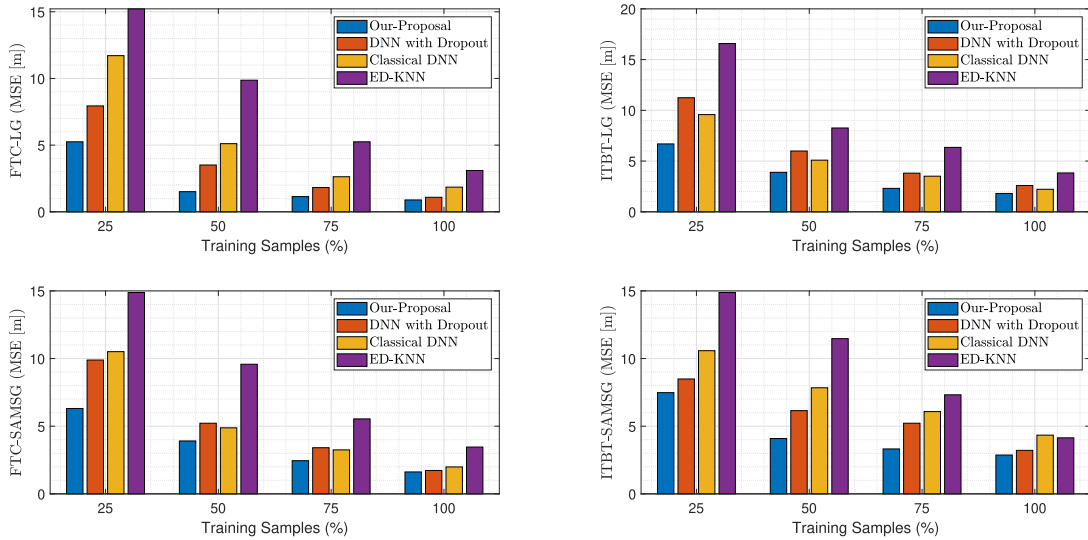 FTC-LG (MSE [m])
15
10
5
0
Our-Proposal
DNN with Dropout
Classical DNN
ED-KNN
25 50 75 100
Training Samples (%)
ITBT-LG (MSE [m])
20
15
10
5
0
Our-Proposal
DNN with Dropout
Classical DNN
ED-KNN
25 50 75 100
Training Samples (%)
FTC-SAMSG (MSE [m])
15
10
5
0
Our-Proposal
DNN with Dropout
Classical DNN
ED-KNN
25 50 75 100
Training Samples (%)
ITBT-SAMSG (MSE [m])
15
10
5
0
Our-Proposal
DNN with Dropout
Classical DNN
ED-KNN
25 50 75 100
Training Samples (%)